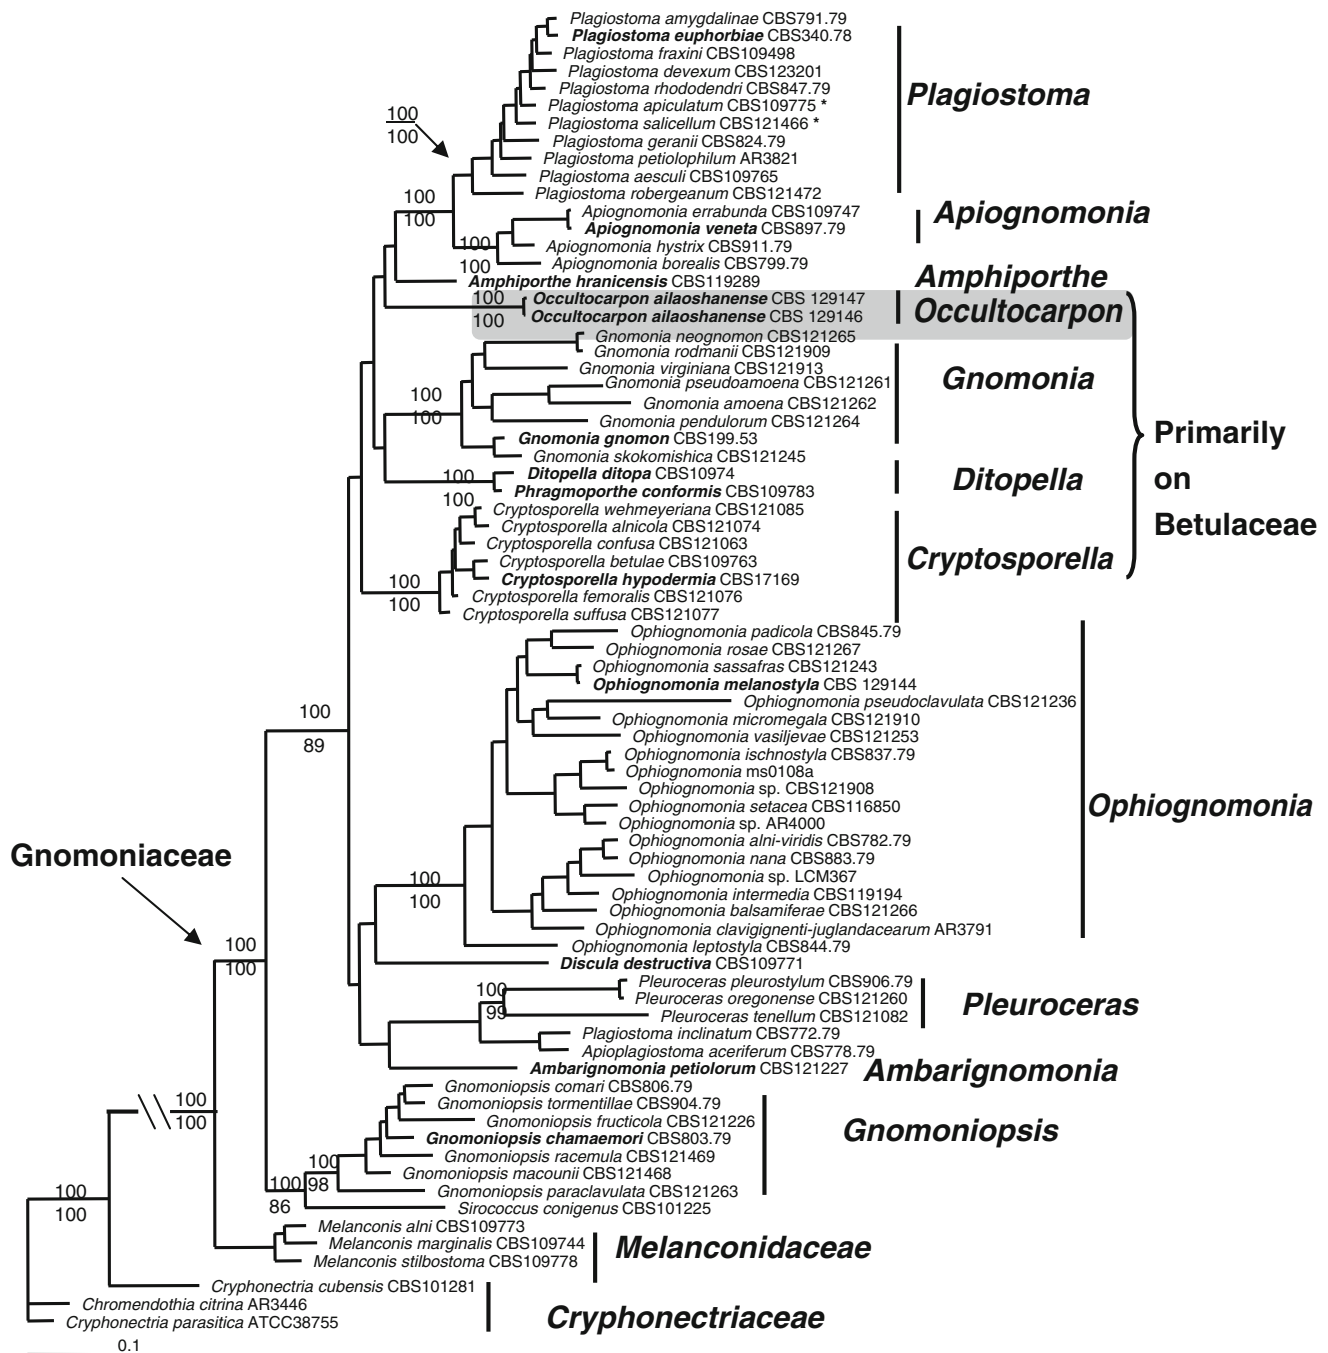 Plagiostoma amygdalinae CBS791.79
Plagiostoma euphorbiae CBS340.78
Plagiostoma fraxini CBS109498
Plagiostoma devexum CBS123201
Plagiostoma rhododendri CBS847.79
Plagiostoma apiculatum CBS109775 *
Plagiostoma salicellum CBS121466 *
Plagiostoma geranii CBS824.79
Plagiostoma petiolophilum AR3821
Plagiostoma aesculi CBS109765
Plagiostoma robergeanum CBS121472
Plagiostoma
100
100
100
100
Apiognomonia errabunda CBS109747
Apiognomonia veneta CBS897.79
Apiognomonia hystrix CBS911.79
Apiognomonia borealis CBS799.79
Apiognomonia
100
100
Amphiporthe hranicensis CBS119289
Amphiporthe
Occultocarpon ailaoshanense CBS 129147
Occultocarpon ailaoshanense CBS 129146
Occultocarpon
100
100
Gnomonia neognomon CBS121265
Gnomonia rodmanii CBS121909
Gnomonia virginiana CBS121913
Gnomonia pseudoamoena CBS121261
Gnomonia amoena CBS121262
Gnomonia pendulorum CBS121264
Gnomonia gnomon CBS199.53
Gnomonia skokomishica CBS121245
Gnomonia
100
100
Ditopella ditopa CBS10974
Phragmoporthe conformis CBS109783
Ditopella
100
100
Cryptosporella wehmeyeriana CBS121085
Cryptosporella alnicola CBS121074
Cryptosporella confusa CBS121063
Cryptosporella betulae CBS109763
Cryptosporella hypodermia CBS17169
Cryptosporella femoralis CBS121076
Cryptosporella suffusa CBS121077
Cryptosporella
100
100
Primarily
on
Betulaceae
Ophiognomonia padicola CBS845.79
Ophiognomonia rosae CBS121267
Ophiognomonia sassafras CBS121243
Ophiognomonia melanostyla CBS 129144
Ophiognomonia pseudoclavulata CBS121236
Ophiognomonia micromegala CBS121910
Ophiognomonia vasiljevae CBS121253
Ophiognomonia ischnostyla CBS837.79
Ophiognomonia ms0108a
Ophiognomonia sp. CBS121908
Ophiognomonia setacea CBS116850
Ophiognomonia sp. AR4000
Ophiognomonia alni-viridis CBS782.79
Ophiognomonia nana CBS883.79
Ophiognomonia sp. LCM367
Ophiognomonia intermedia CBS119194
Ophiognomonia balsamiferae CBS121266
Ophiognomonia clavigignenti-juglandacearum AR3791
Ophiognomonia leptostyla CBS844.79
Ophiognomonia
100
89
100
100
Gnomoniaceae
100
100
Discula destructiva CBS109771
Pleuroceras pleurostylum CBS906.79
Pleuroceras oregonense CBS121260
Pleuroceras tenellum CBS121082
Pleuroceras
100
99
Plagiostoma inclinatum CBS772.79
Apioplagiostoma aceriferum CBS778.79
Ambarignomonia petiolorum CBS121227
Ambarignomonia
Gnomoniopsis comari CBS806.79
Gnomoniopsis tormentillae CBS904.79
Gnomoniopsis fructicola CBS121226
Gnomoniopsis chamaemori CBS803.79
Gnomoniopsis racemula CBS121469
Gnomoniopsis macounii CBS121468
Gnomoniopsis paraclavulata CBS121263
Gnomoniopsis
100
100
100
98
100
86
Sirococcus conigenus CBS101225
Melanconis alni CBS109773
Melanconis marginalis CBS109744
Melanconis stilbostoma CBS109778
Melanconidaceae
100
100
Cryphonectria cubensis CBS101281
Chromendothia citrina AR3446
Cryphonectria parasitica ATCC38755
Cryphonectriaceae
0.1